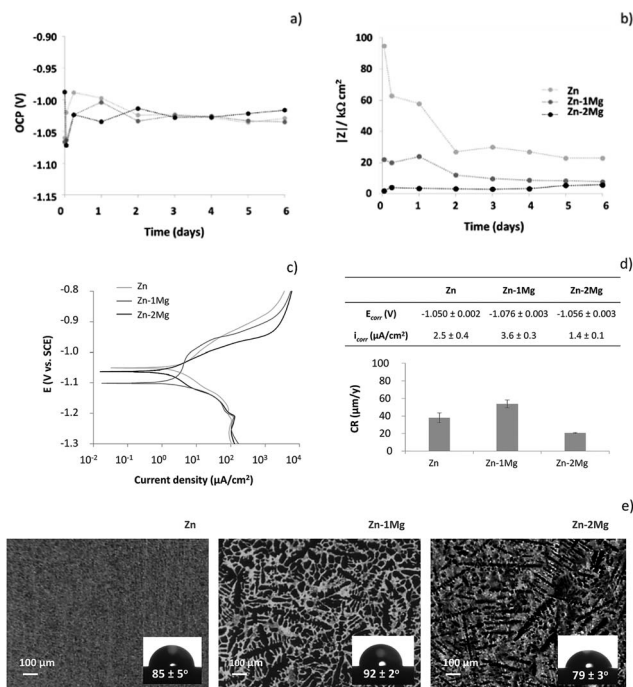 a)
-0.90
-0.95
-1.00
-1.05
-1.11
-1.15
OCP (V)
0 1 2 3 4 5 6
Time (days)
b)
100
80
60
40
20
0
|Z|/ kΩ cm²
Zn
Zn-1Mg
Zn-2Mg
0 1 2 3 4 5 6
Time (days)
c)
Zn
Zn-1Mg
Zn-2Mg
-0.8
-0.9
-1.0
-1.1
-1.2
-1.3
E (V vs. SCE)
10⁻² 10⁻¹ 10⁰ 10¹ 10² 10³ 10⁴
Current density (µA/cm²)
d)
Zn Zn-1Mg Zn-2Mg
Ecorr (V) -1.050 ± 0.002 -1.076 ± 0.003 -1.056 ± 0.003
icorr (µA/cm²) 2.5 ± 0.4 3.6 ± 0.3 1.4 ± 0.1
100
80
60
40
20
0
CR (µm/y)
Zn Zn-1Mg Zn-2Mg
e)
Zn Zn-1Mg Zn-2Mg
100 µm 85 ± 5° 100 µm 92 ± 2° 100 µm 79 ± 3°